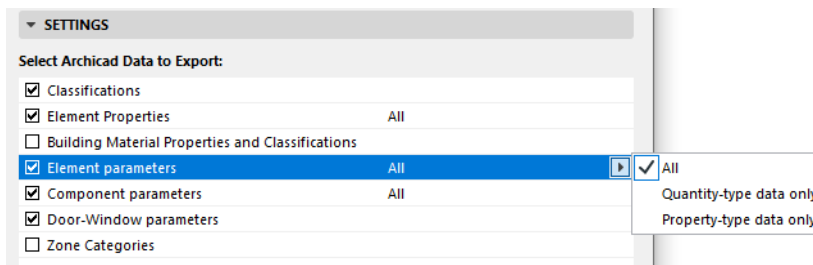 SETTINGS
Select Archicad Data to Export:
Classifications
Element Properties All
Building Material Properties and Classifications
Element parameters All
All
Component parameters All
Quantity-type data only
Door-Window parameters
Property-type data only
Zone Categories